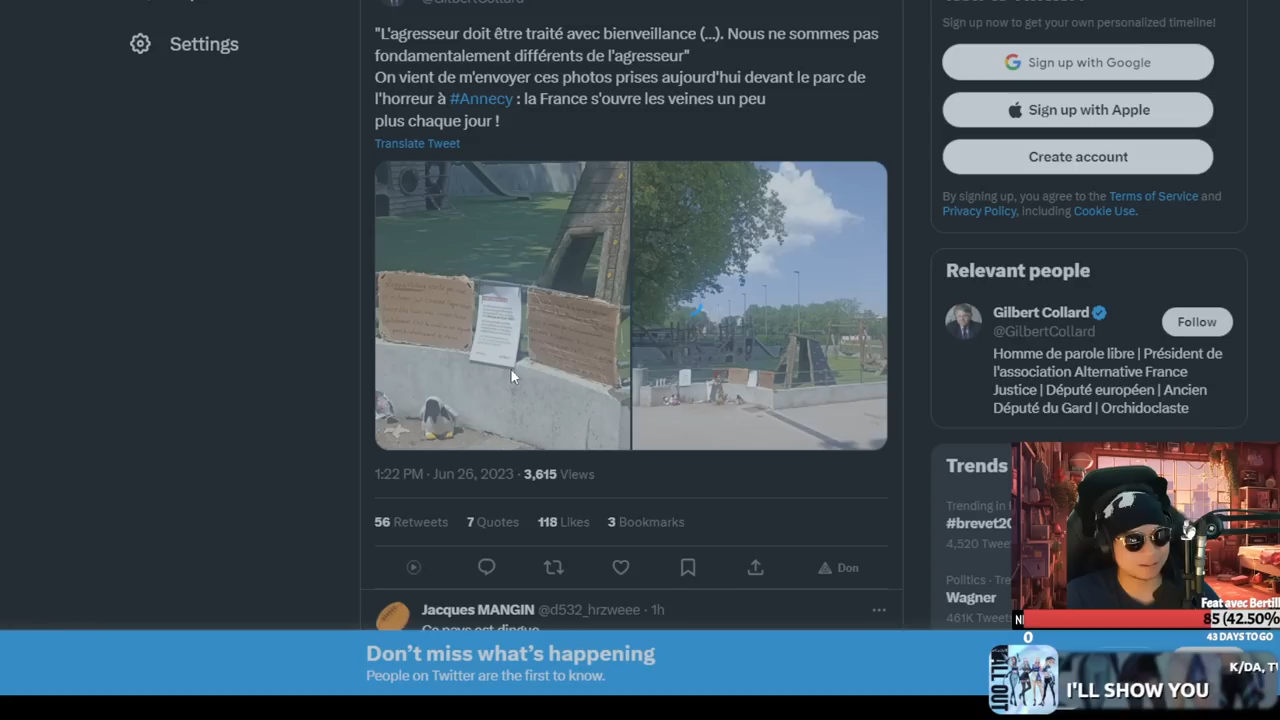 @GilbertCollard
Settings
"L'agresseur doit être traité avec bienveillance (...). Nous ne sommes pas
fondamentalement différents de l'agresseur"
On vient de m'envoyer ces photos prises aujourd'hui devant le parc de
l'horreur à #Annecy : la France s'ouvre les veines un peu
plus chaque jour !
Translate Tweet
1:22 PM · Jun 26, 2023 · 3,615 Views
56 Retweets 7 Quotes 118 Likes 3 Bookmarks
Don
Jacques MANGIN @d532_hrzweee · 1h
Ce pays est dingue
Sign up now to get your own personalized timeline!
Sign up with Google
Sign up with Apple
Create account
By signing up, you agree to the Terms of Service and
Privacy Policy, including Cookie Use.
Relevant people
Gilbert Collard
@GilbertCollard
Follow
Homme de parole libre | Président de
l'association Alternative France
Justice | Député européen | Ancien
Député du Gard | Orchidoclaste
Trends
Trending in
#brevet20
4,520 Twee
Politics · Tre
Wagner
461K Tweet
Feat avec Bertil
85 (42.50%
0
43 DAYS TO GO
Don't miss what's happening
People on Twitter are the first to know.
ALL OUT
K/DA, T
I'LL SHOW YOU